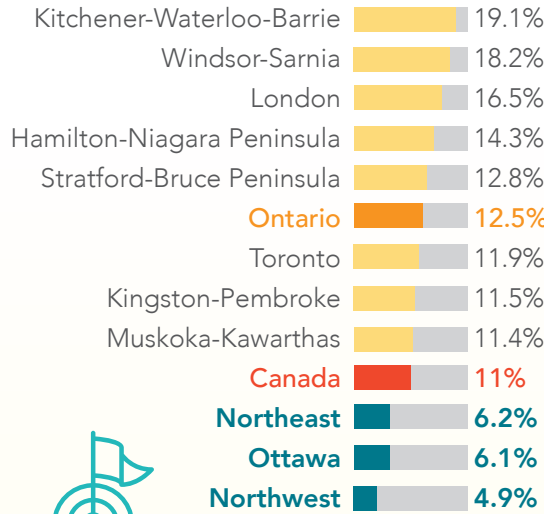 Kitchener-Waterloo-Barrie 19.1%
Windsor-Sarnia 18.2%
London 16.5%
Hamilton-Niagara Peninsula 14.3%
Stratford-Bruce Peninsula 12.8%
Ontario 12.5%
Toronto 11.9%
Kingston-Pembroke 11.5%
Muskoka-Kawarthas 11.4%
Canada 11%
Northeast 6.2%
Ottawa 6.1%
Northwest 4.9%